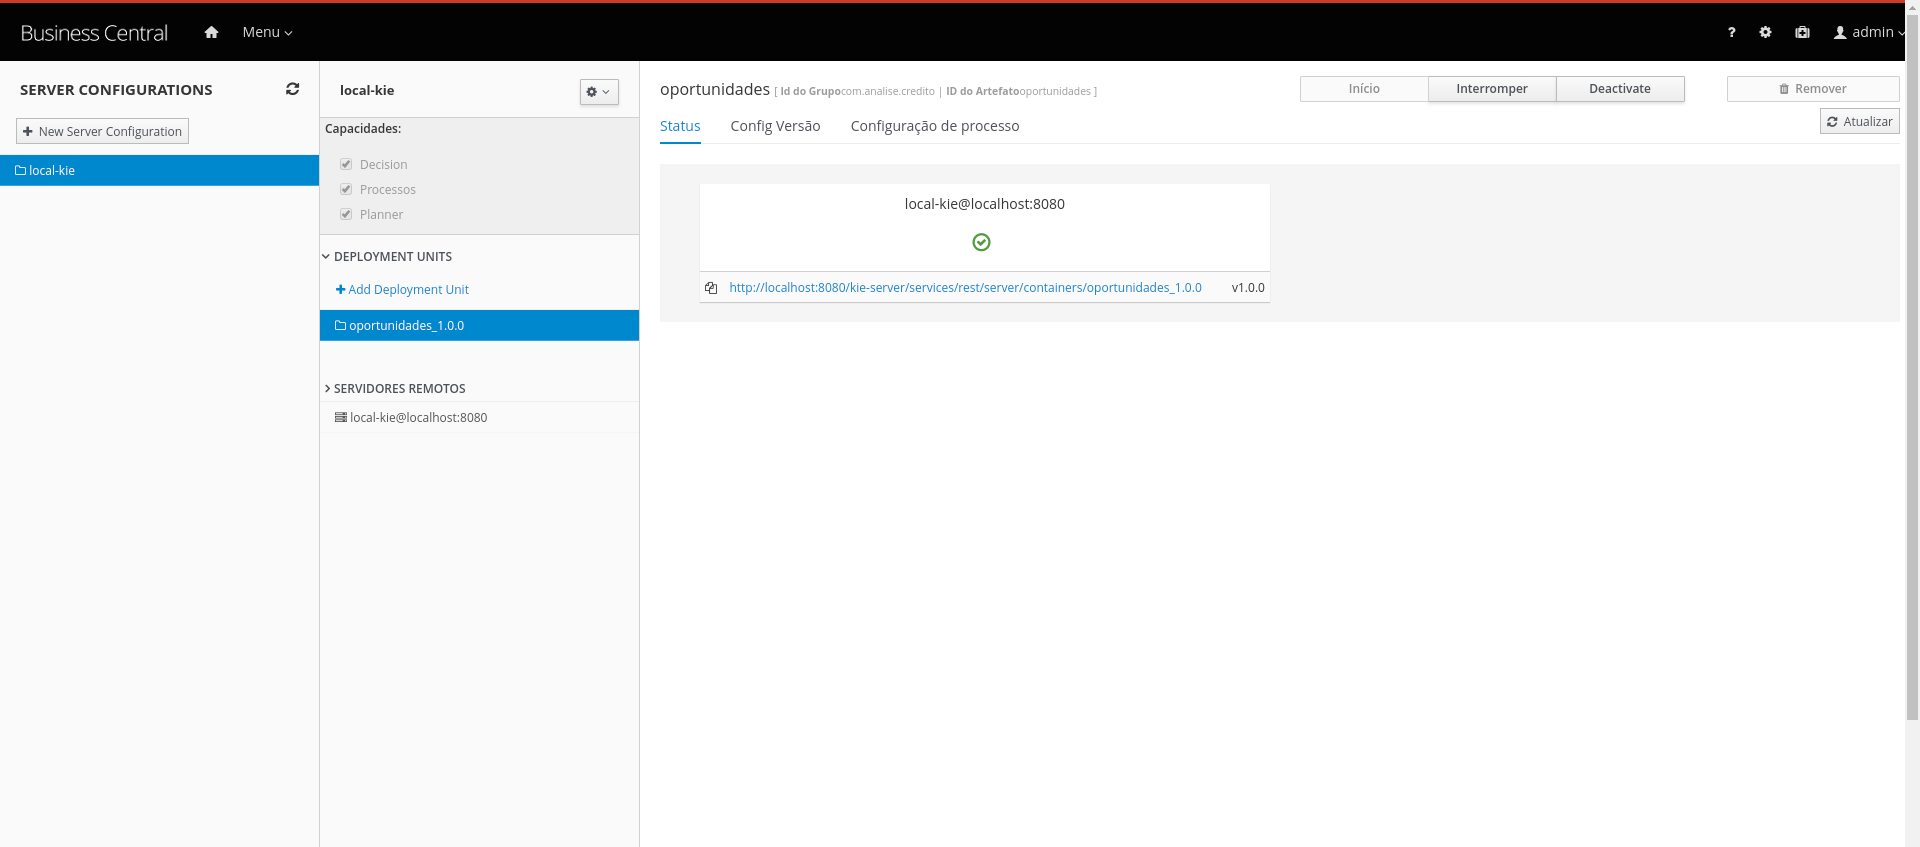 Business Central
Menu
?
admin
SERVER CONFIGURATIONS
New Server Configuration
local-kie
local-kie
Capacidades:
Decision
Processos
Planner
DEPLOYMENT UNITS
Add Deployment Unit
oportunidades_1.0.0
SERVIDORES REMOTOS
local-kie@localhost:8080
oportunidades [ Id do Grupocom.analise.credito | ID do Artefatooportunidades ]
Início
Interromper
Deactivate
Remover
Atualizar
Status
Config Versão
Configuração de processo
local-kie@localhost:8080
http://localhost:8080/kie-server/services/rest/server/containers/oportunidades_1.0.0
v1.0.0